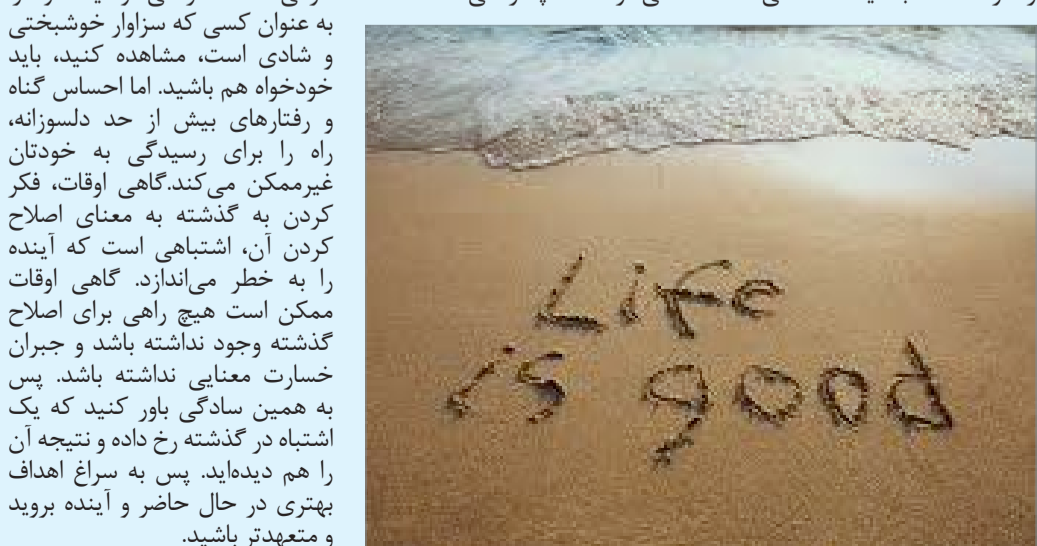 به عنوان کسی که سزاوار خوشبختی
و شادی است، مشاهده کنید، باید
خودخواه هم باشید. اما احساس گناه
و رفتارهای بیش از حد دلسوزانه،
راه را برای رسیدگی به خودتان
غیرممکن می‌کند.گاهی اوقات، فکر
کردن به گذشته به معنای اصلاح
کردن آن، اشتباهی است که آینده
را به خطر می‌اندازد. گاهی اوقات
ممکن است هیچ راهی برای اصلاح
گذشته وجود نداشته باشد و جبران
خسارت معنایی نداشته باشد. پس
به همین سادگی باور کنید که یک
اشتباه در گذشته رخ داده و نتیجه آن
را هم دیده‌اید. پس به سراغ اهداف
بهتری در حال حاضر و آینده بروید
و متعهدتر باشید.
Life
is good